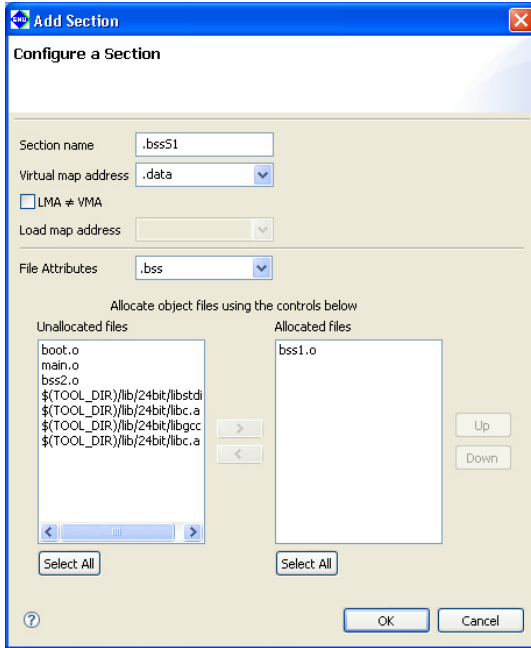 GNU Add Section
Configure a Section
Section name .bssS1
Virtual map address .data
LMA ≠ VMA
Load map address
File Attributes .bss
Allocate object files using the controls below
Unallocated files Allocated files
boot.o bss1.o
main.o
bss2.o
$(TOOL_DIR)/lib/24bit/libstdi
$(TOOL_DIR)/lib/24bit/libc.a
$(TOOL_DIR)/lib/24bit/libgcc
$(TOOL_DIR)/lib/24bit/libc.a
> Up
< Down
Select All Select All
? OK Cancel